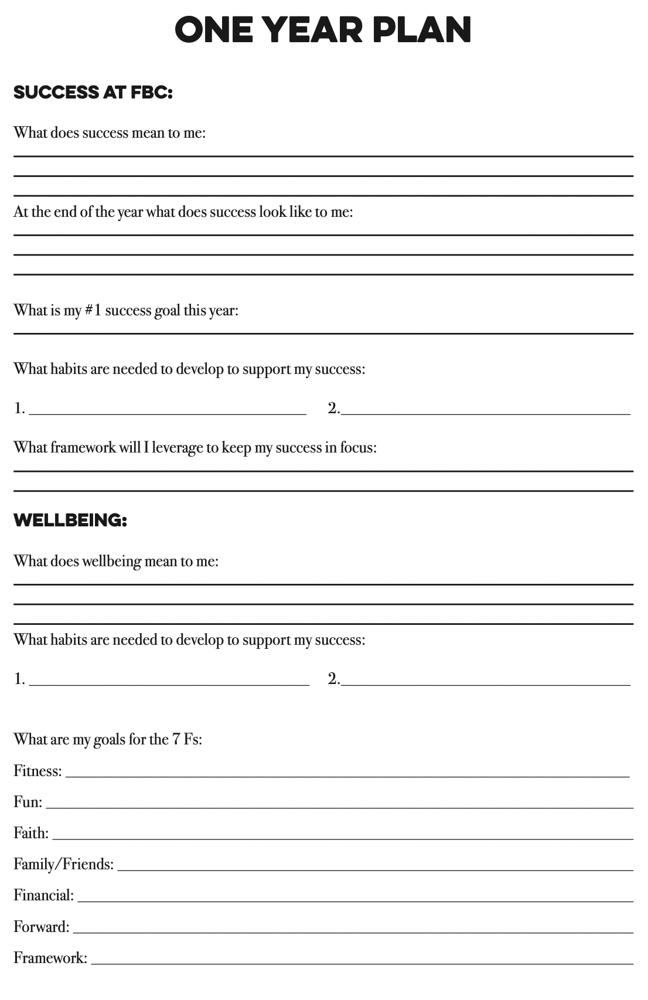 ONE YEAR PLAN
SUCCESS AT FBC:
What does success mean to me:
At the end of the year what does success look like to me:
What is my #1 success goal this year:
What habits are needed to develop to support my success:
1. 2.
What framework will I leverage to keep my success in focus:
WELLBEING:
What does wellbeing mean to me:
What habits are needed to develop to support my success:
1. 2.
What are my goals for the 7 Fs:
Fitness:
Fun:
Faith:
Family/Friends:
Financial:
Forward:
Framework: